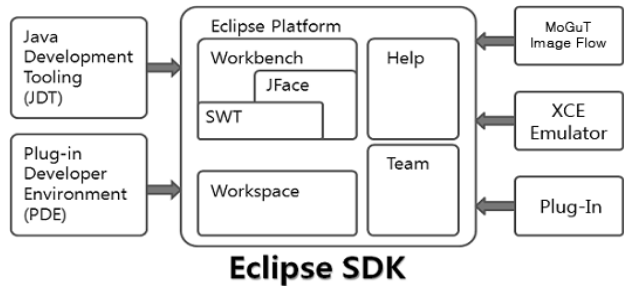 Java
Development
Tooling
(JDT)
Plug-in
Developer
Environment
(PDE)
Eclipse Platform
Workbench
JFace
SWT
Workspace
Help
Team
MoGuT
Image Flow
XCE
Emulator
Plug-In
Eclipse SDK